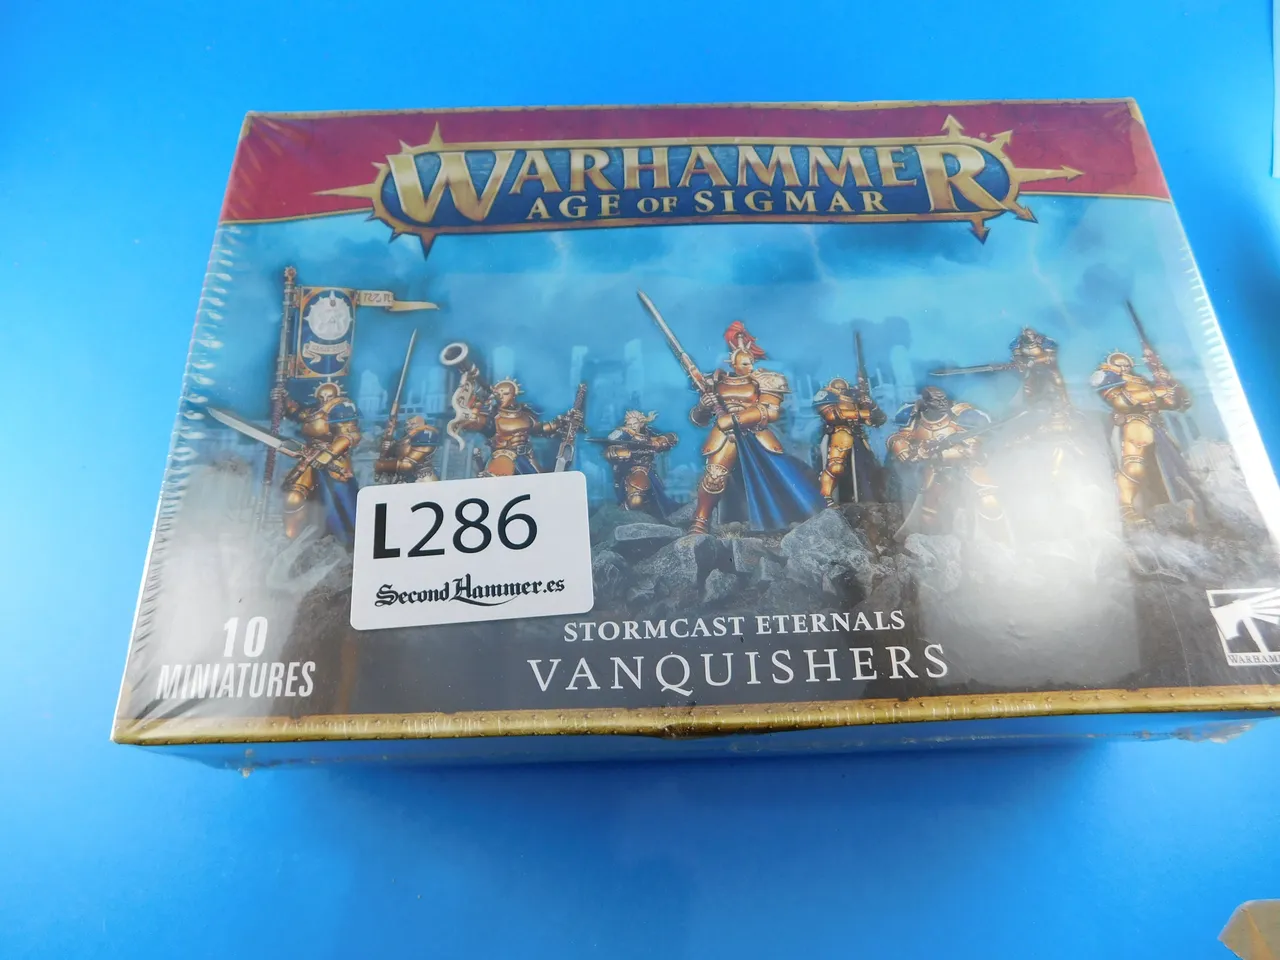 WARHAMMER
AGE OF SIGMAR
L286
SecondHammer.es
10
MINIATURES
STORMCAST ETERNALS
VANQUISHERS